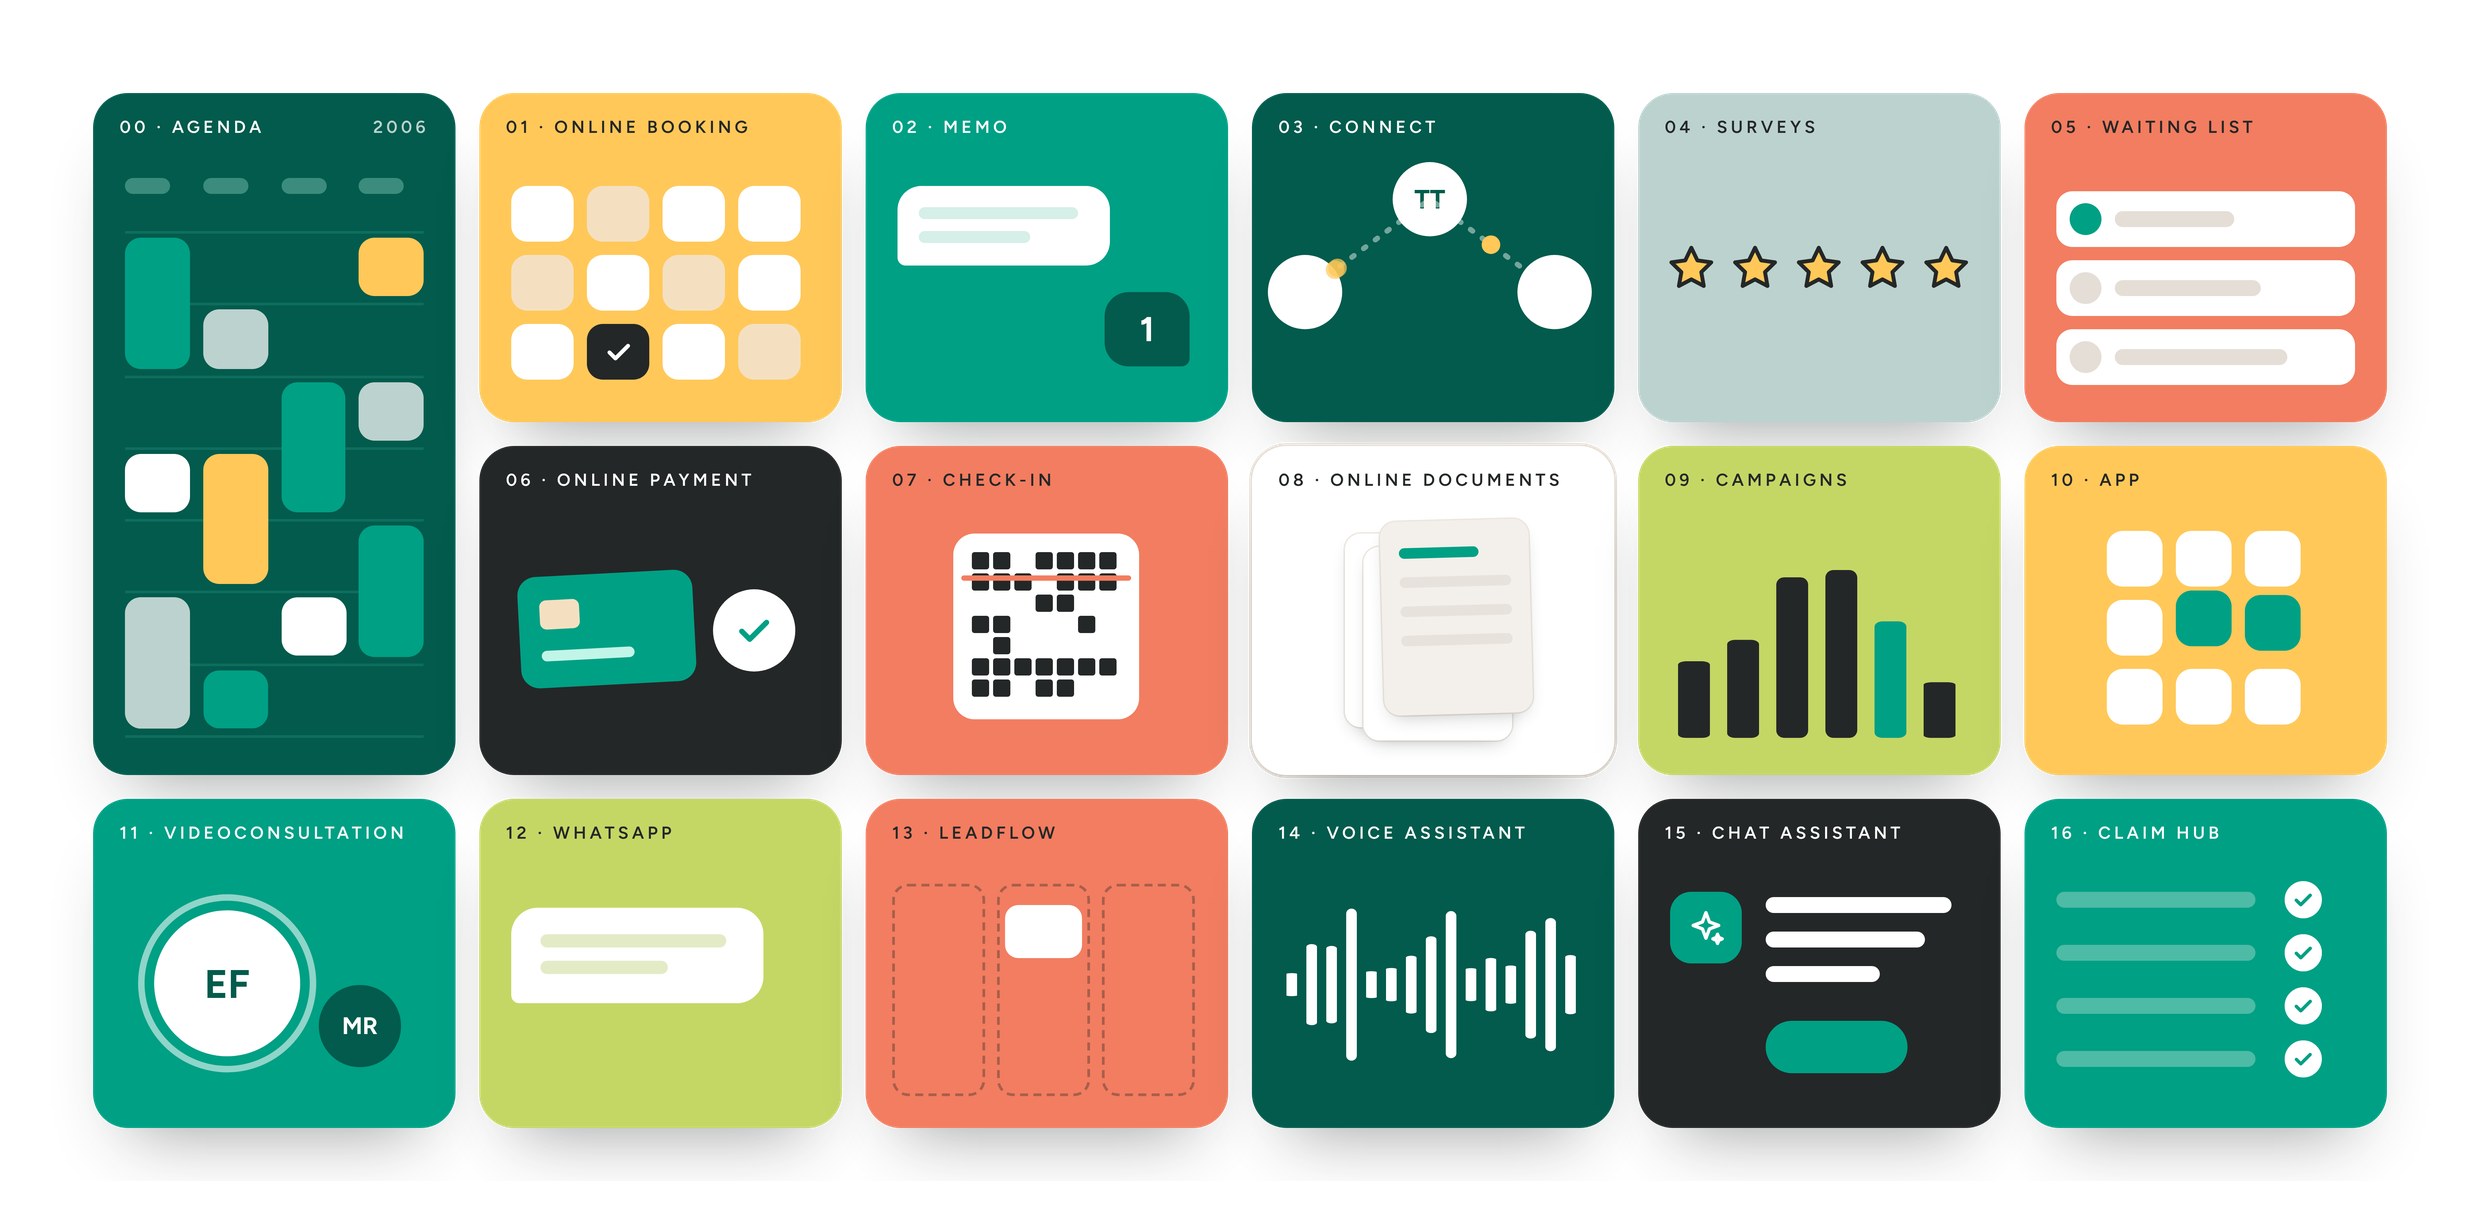 00 · AGENDA 2006
01 · ONLINE BOOKING
02 · MEMO
1
03 · CONNECT
TT
04 · SURVEYS
05 · WAITING LIST
06 · ONLINE PAYMENT
07 · CHECK-IN
08 · ONLINE DOCUMENTS
09 · CAMPAIGNS
10 · APP
11 · VIDEOCONSULTATION
EF
MR
12 · WHATSAPP
13 · LEADFLOW
14 · VOICE ASSISTANT
15 · CHAT ASSISTANT
16 · CLAIM HUB